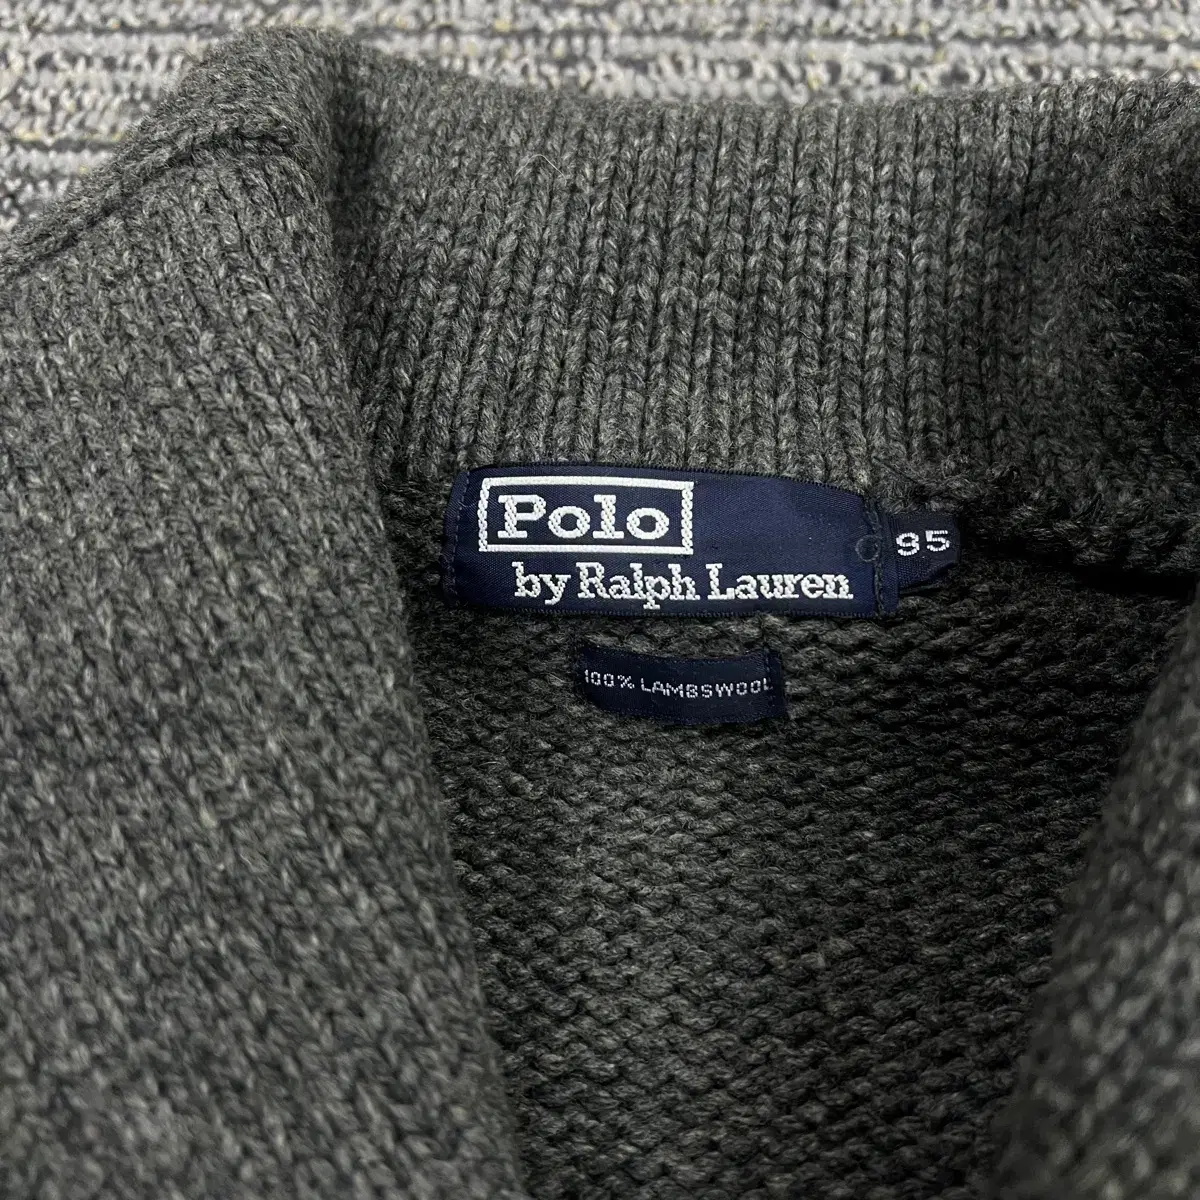 Polo
by Ralph Lauren
95
100% LAMBSWOOL